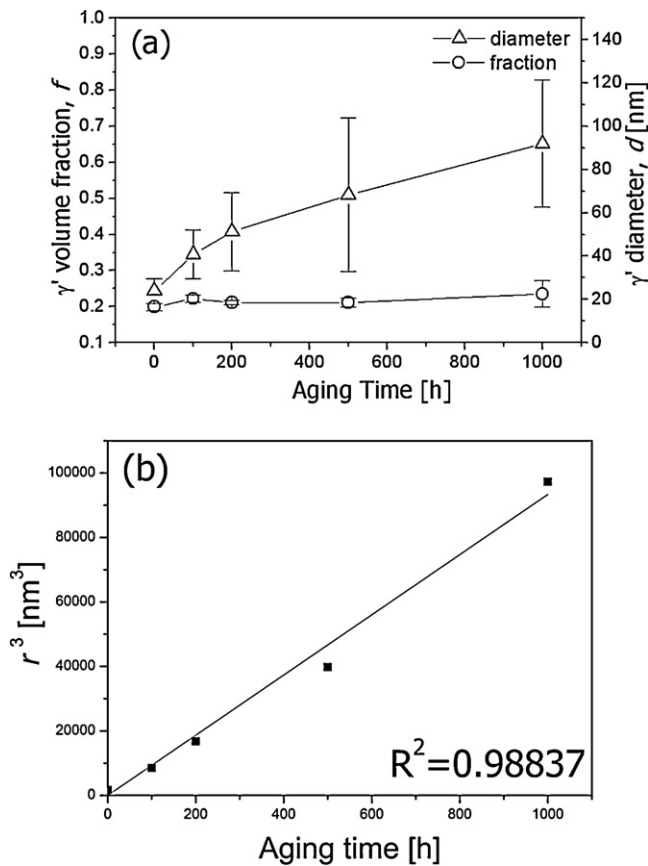 (a)
diameter
fraction
γ' volume fraction, f
1.0
0.9
0.8
0.7
0.6
0.5
0.4
0.3
0.2
0.1
140
120
100
80
60
40
20
0
γ' diameter, d [nm]
0 200 400 600 800 1000
Aging Time [h]
(b)
r³ [nm³]
100000
80000
60000
40000
20000
0
R²=0.98837
0 200 400 600 800 1000
Aging time [h]